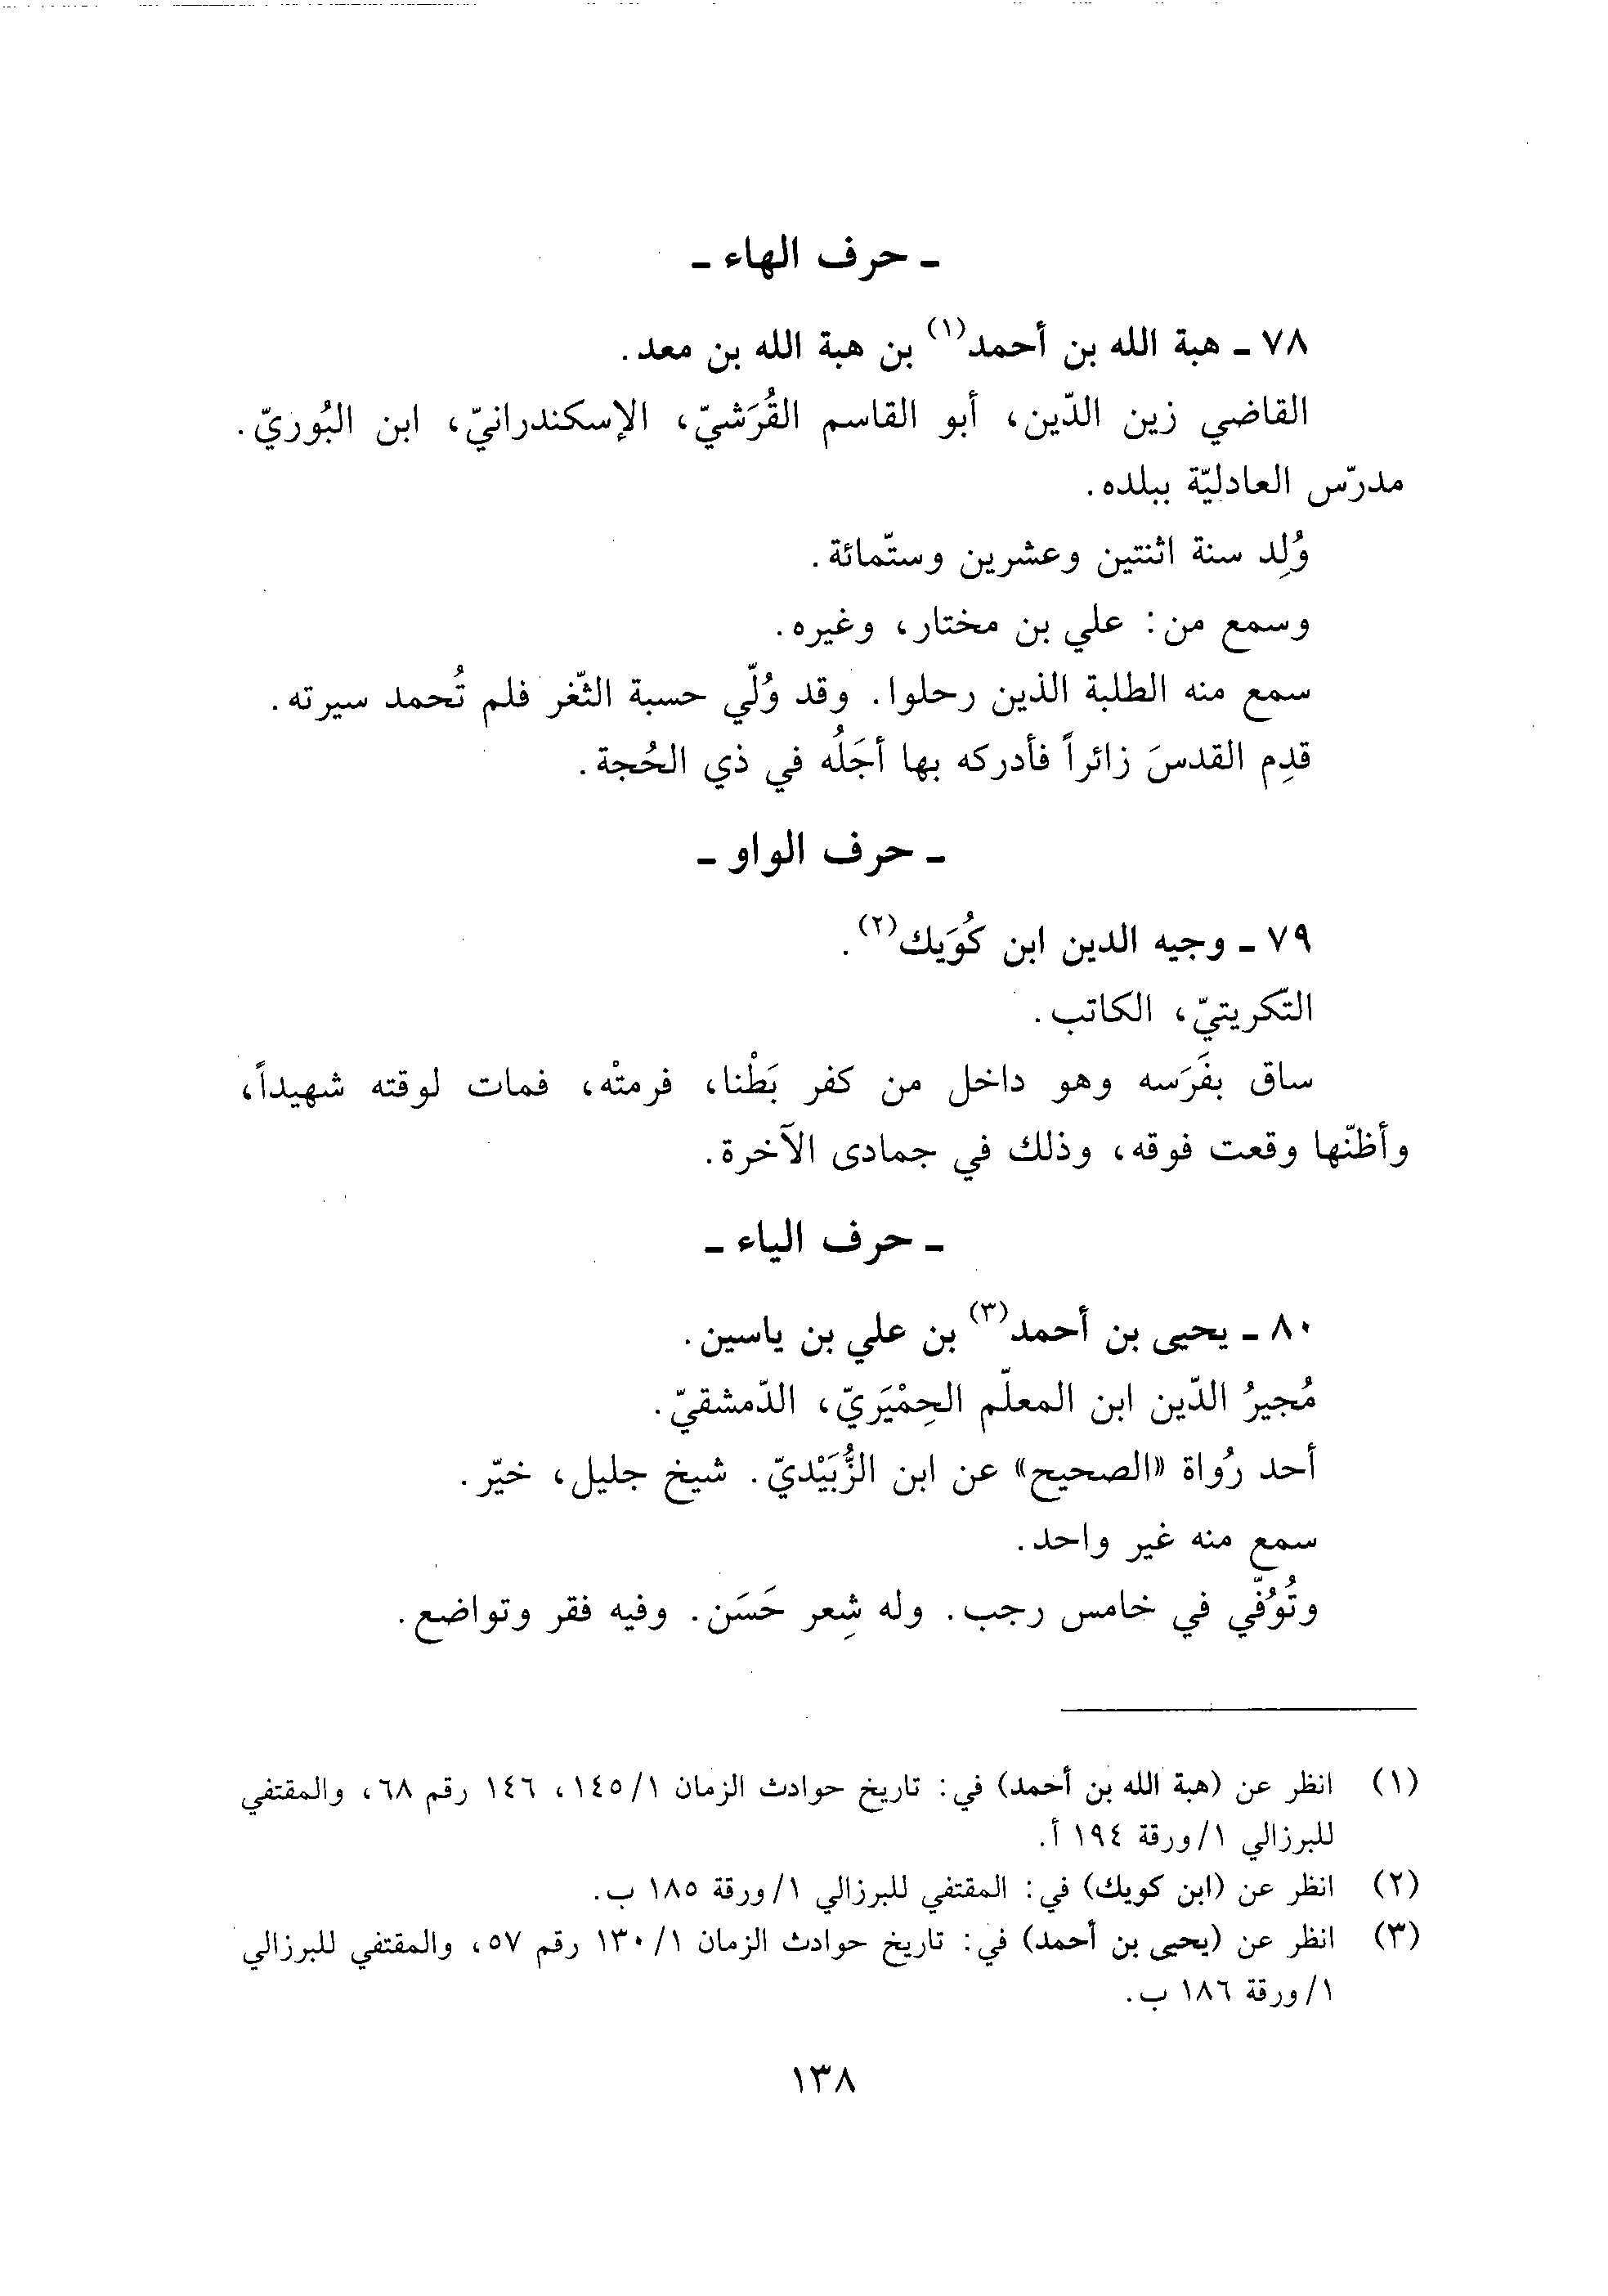 ـ حرف الهاء ـ
٧٨ ـ هبة الله بن أحمد(١) بن هبة الله بن معد.
القاضي زين الدّين، أبو القاسم القُرَشيّ، الإسكندرانيّ، ابن البُوريّ.
مدرّس العادليّة ببلده.
وُلِد سنة اثنتين وعشرين وستّمائة.
وسمع من: علي بن مختار، وغيره.
سمع منه الطلبة الذين رحلوا. وقد وُلّي حسبة الثّغر فلم تُحمد سيرته.
قدِم القدسَ زائراً فأدركه بها أجَلُه في ذي الحُجة.
ـ حرف الواو ـ
٧٩ ـ وجيه الدين ابن كُوَيك(٢).
التّكريتيّ، الكاتب.
ساق بفَرَسه وهو داخل من كفر بَطْنا، فرمتْه، فمات لوقته شهيداً،
وأظنّها وقعت فوقه، وذلك في جمادى الآخرة.
ـ حرف الياء ـ
٨٠ ـ يحيى بن أحمد(٣) بن علي بن ياسين.
مُجيرُ الدّين ابن المعلّم الحِمْيَريّ، الدّمشقيّ.
أحد رُواة «الصحيح» عن ابن الزُّبَيْديّ. شيخ جليل، خيّر.
سمع منه غير واحد.
وتُوُفّي في خامس رجب. وله شِعر حَسَن. وفيه فقر وتواضع.
(١) انظر عن (هبة الله بن أحمد) في: تاريخ حوادث الزمان ١/١٤٥، ١٤٦ رقم ٦٨، والمقتفي
للبرزالي ١/ورقة ١٩٤ أ.
(٢) انظر عن (ابن كويك) في: المقتفي للبرزالي ١/ورقة ١٨٥ ب.
(٣) انظر عن (يحيى بن أحمد) في: تاريخ حوادث الزمان ١/١٣٠ رقم ٥٧، والمقتفي للبرزالي
١/ورقة ١٨٦ ب.
١٣٨